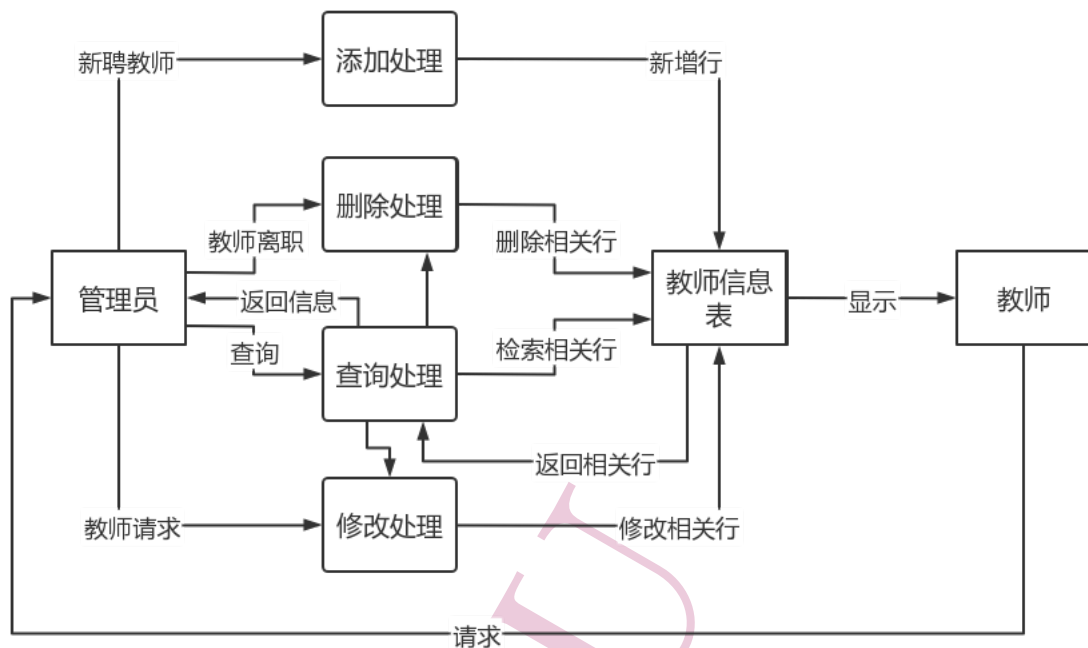 新聘教师
添加处理
新增行
删除处理
教师离职
删除相关行
管理员
返回信息
教师信息
表
显示
教师
查询
查询处理
检索相关行
返回相关行
教师请求
修改处理
修改相关行
请求
U